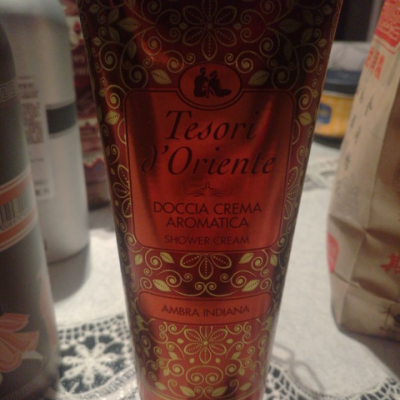 Tesori
d'Oriente
DOCCIA CREMA
AROMATICA
SHOWER CREAM
AMBRA INDIANA